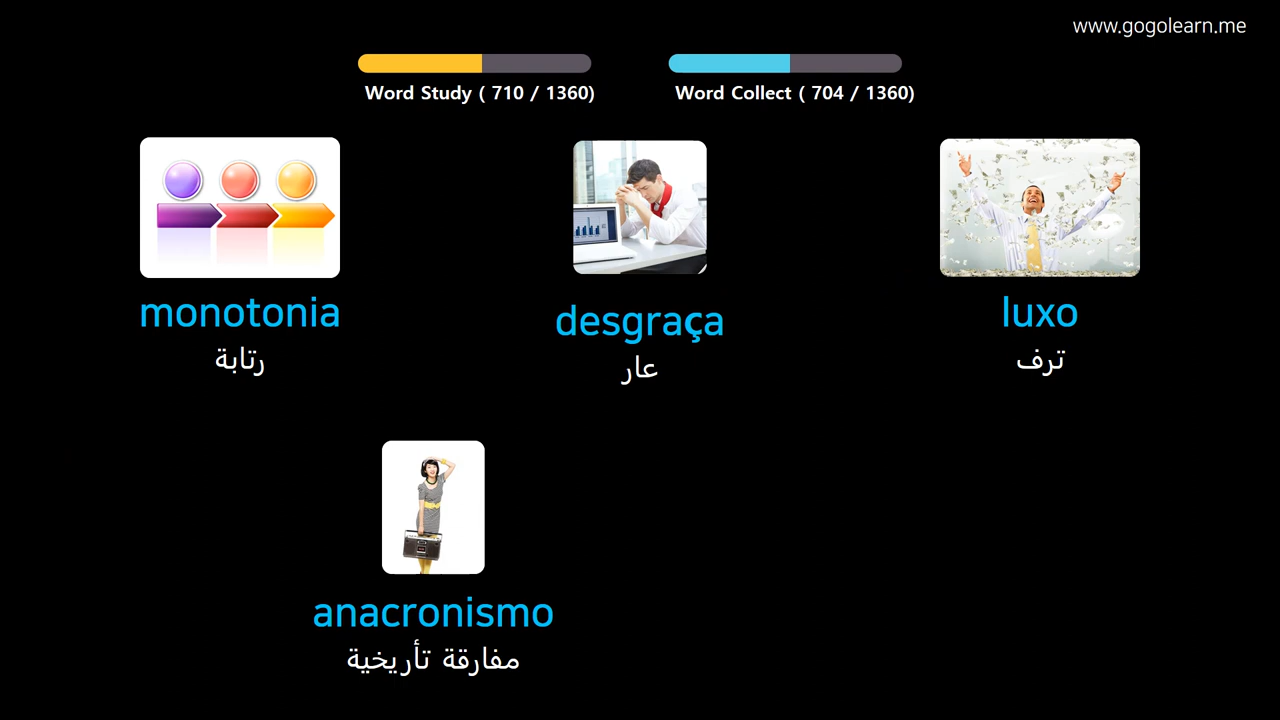 www.gogolearn.me
Word Study ( 710 / 1360)
Word Collect ( 704 / 1360)
monotonia
رتابة
desgraça
عار
luxo
ترف
anacronismo
مفارقة تأريخية